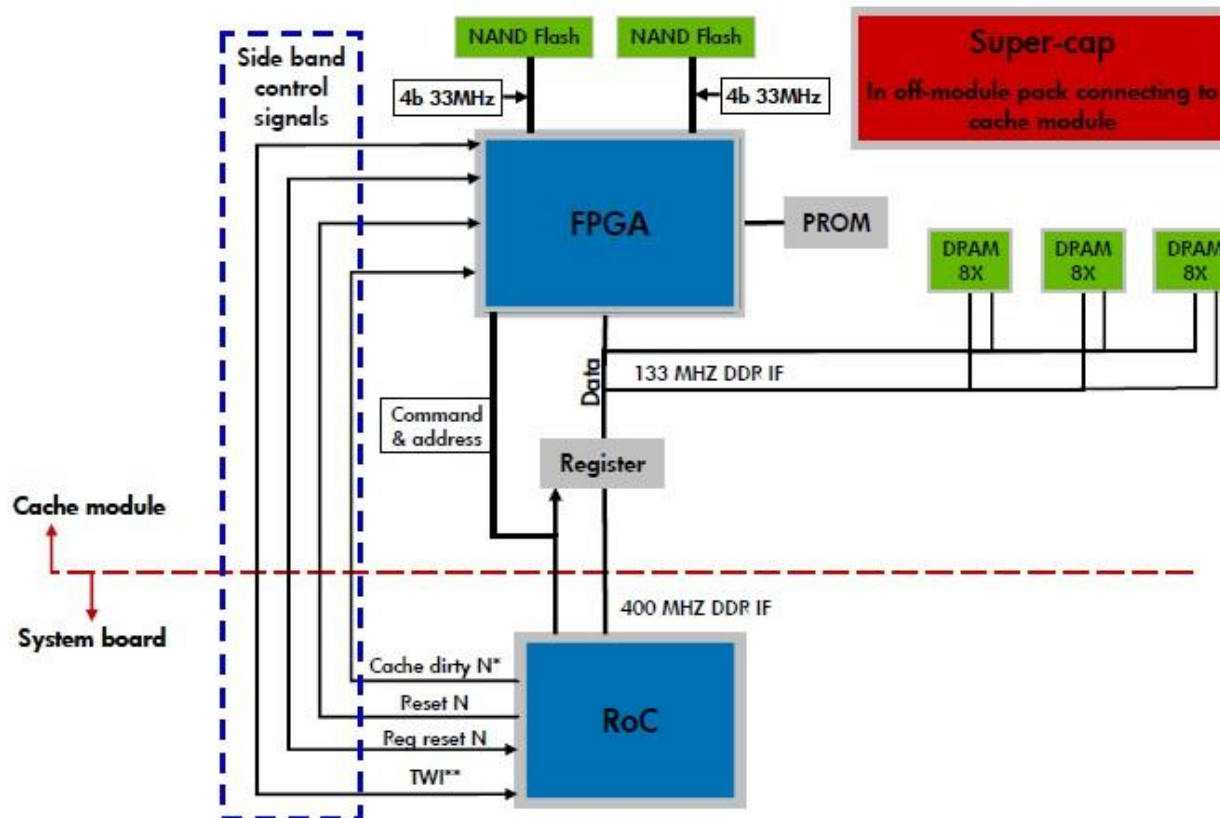 NAND Flash
NAND Flash
Super-cap
In off-module pack connecting to
cache module
Side band
control
signals
4b 33MHz
4b 33MHz
FPGA
PROM
DRAM
8X
DRAM
8X
DRAM
8X
Data
133 MHZ DDR IF
Command
& address
Register
Cache module
System board
400 MHZ DDR IF
Cache dirty N*
Reset N
Req reset N
TWI**
RoC